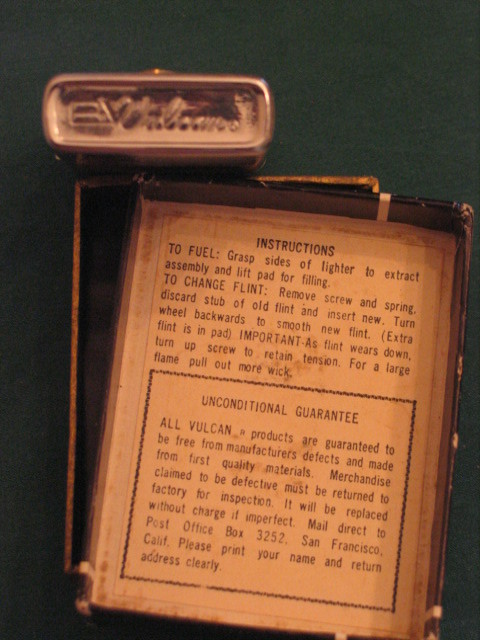 Vulcan
INSTRUCTIONS
TO FUEL: Grasp sides of lighter to extract
assembly and lift pad for filling.
TO CHANGE FLINT: Remove screw and spring,
discard stub of old flint and insert new. Turn
wheel backwards to smooth new flint. (Extra
flint is in pad) IMPORTANT-As flint wears down,
turn up screw to retain tension. For a large
flame pull out more wick.
UNCONDITIONAL GUARANTEE
ALL VULCAN ® products are guaranteed to
be free from manufacturers defects and made
from first quality materials. Merchandise
claimed to be defective must be returned to
factory for inspection. It will be replaced
without charge if imperfect. Mail direct to
Post Office Box 3252, San Francisco,
Calif. Please print your name and return
address clearly.